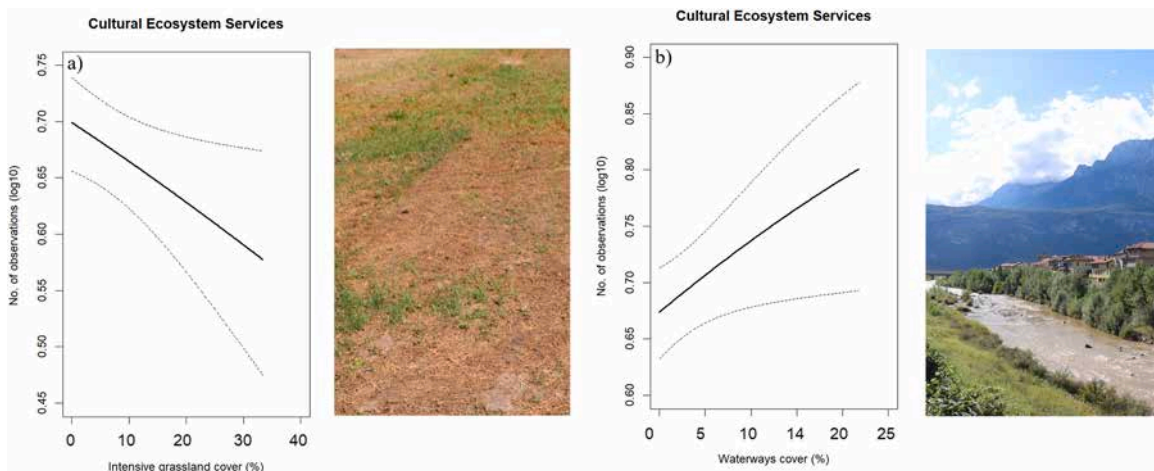 Cultural Ecosystem Services
a)
0.75
0.70
0.65
0.60
0.55
0.50
0.45
No. of observations (log10)
0 10 20 30 40
Intensive grassland cover (%)
Cultural Ecosystem Services
b)
0.90
0.85
0.80
0.75
0.70
0.65
0.60
No. of observations (log10)
0 5 10 14 20 25
Waterways cover (%)